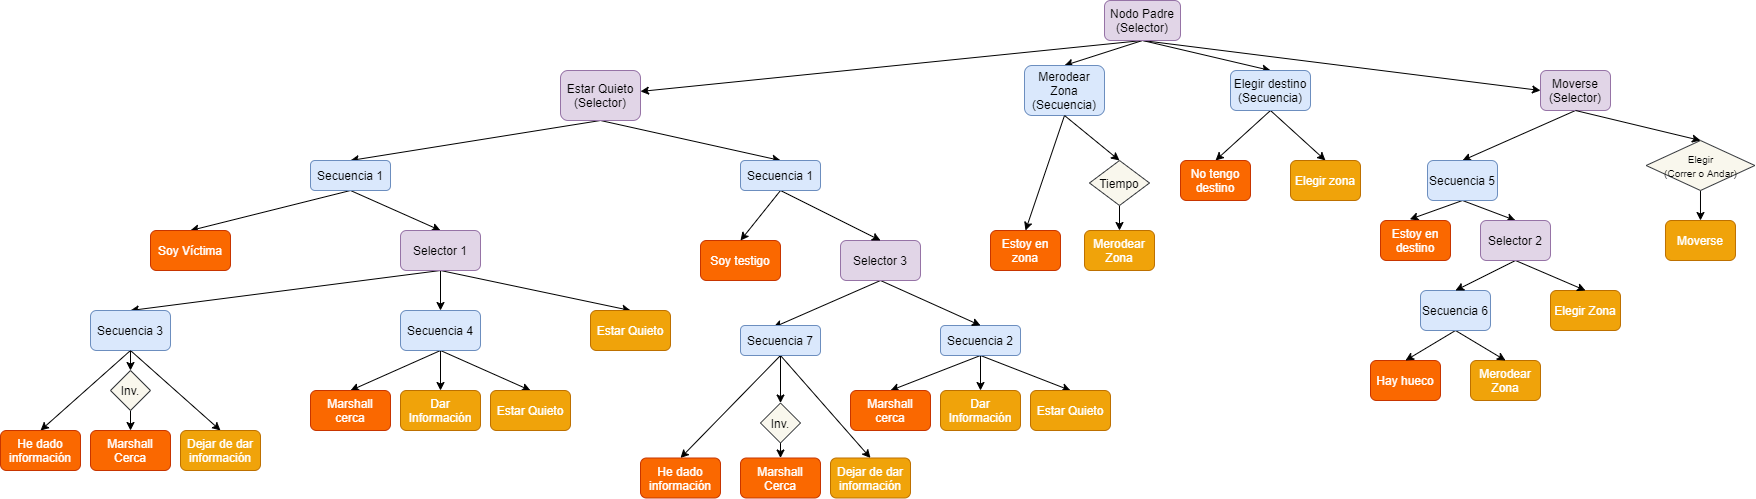 Nodo Padre
(Selector)
Estar Quieto
(Selector)
Merodear
Zona
(Secuencia)
Elegir destino
(Secuencia)
Moverse
(Selector)
Secuencia 1
Secuencia 1
Tiempo
No tengo
destino
Elegir zona
Secuencia 5
Elegir
(Correr o Andar)
Soy Víctima
Selector 1
Soy testigo
Selector 3
Estoy en
zona
Merodear
Zona
Estoy en
destino
Selector 2
Moverse
Secuencia 3
Secuencia 4
Estar Quieto
Secuencia 7
Secuencia 2
Secuencia 6
Elegir Zona
Inv.
Marshall
cerca
Dar
Información
Estar Quieto
Inv.
Marshall
cerca
Dar
Información
Estar Quieto
Hay hueco
Merodear
Zona
He dado
información
Marshall
Cerca
Dejar de dar
información
He dado
información
Marshall
Cerca
Dejar de dar
información